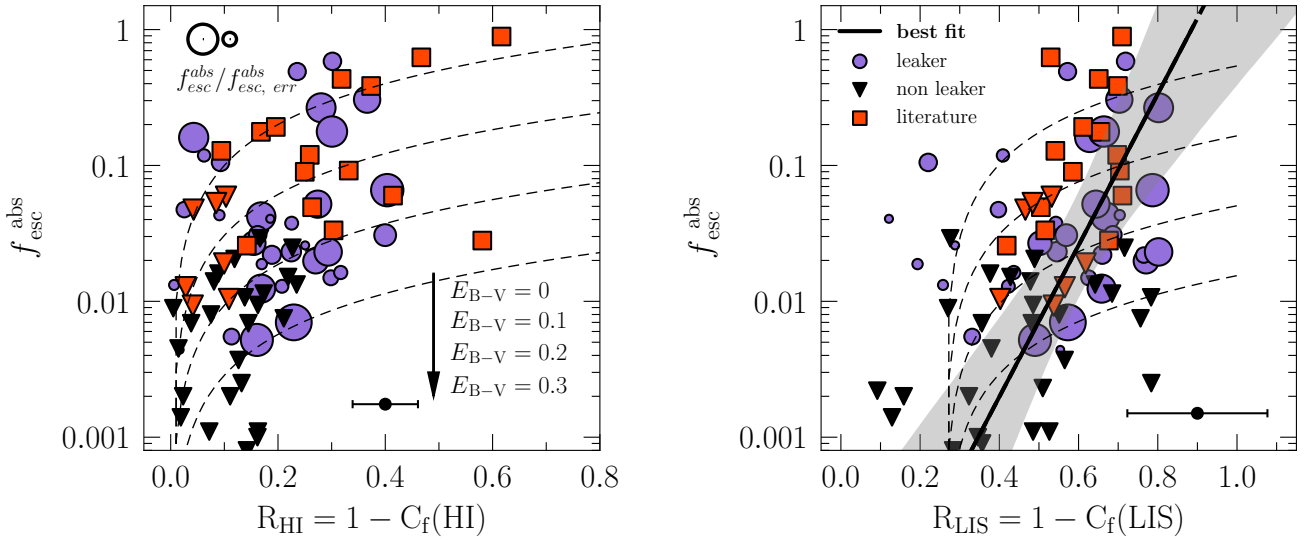 1
0.1
0.01
0.001
f_esc^abs
f_esc^abs/f_esc, err^abs
E_B−V = 0
E_B−V = 0.1
E_B−V = 0.2
E_B−V = 0.3
0.0 0.2 0.4 0.6 0.8
R_HI = 1 − C_f(HI)
1
0.1
0.01
0.001
f_esc^abs
best fit
leaker
non leaker
literature
0.0 0.2 0.4 0.6 0.8 1.0
R_LIS = 1 − C_f(LIS)